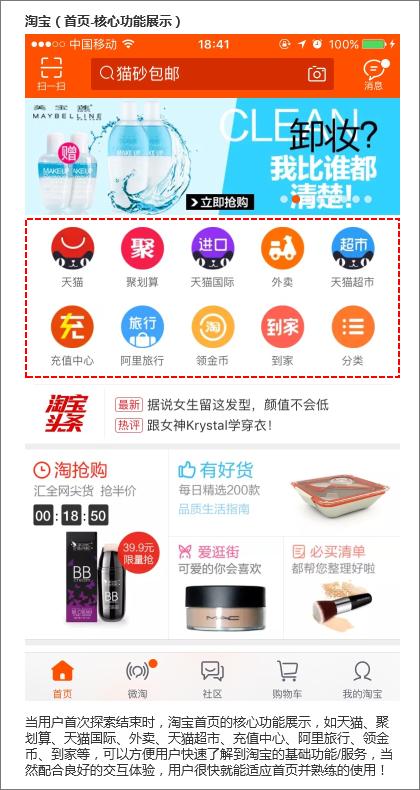 淘宝（首页-核心功能展示）
中国移动 18:41 100%
扫一扫 猫砂包邮 消息
美宝莲
MAYBELLINE
CLEAN
卸妆?
我比谁都
清楚!
赠
MAKE UP
MAKE UP
立即抢购
聚 进口 超市
天猫 聚划算 天猫国际 外卖 天猫超市
充 旅行 淘 到家
充值中心 阿里旅行 领金币 到家 分类
淘宝
头条
最新 据说女生留这发型，颜值不会低
热评 跟女神Krystal学穿衣！
淘抢购
汇全网尖货 抢半价
00:18:50
39.9元
限量抢
BB
有好货
每日精选200款
品质生活指南
爱逛街
可爱的你会喜欢
MAC
必买清单
都帮您整理好啦
首页 微淘 社区 购物车 我的淘宝
当用户首次探索结束时，淘宝首页的核心功能展示，如天猫、聚
划算、天猫国际、外卖、天猫超市、充值中心、阿里旅行、领金
币、到家等，可以方便用户快速了解到淘宝的基础功能/服务，当
然配合良好的交互体验，用户很快就能适应首页并熟练的使用！